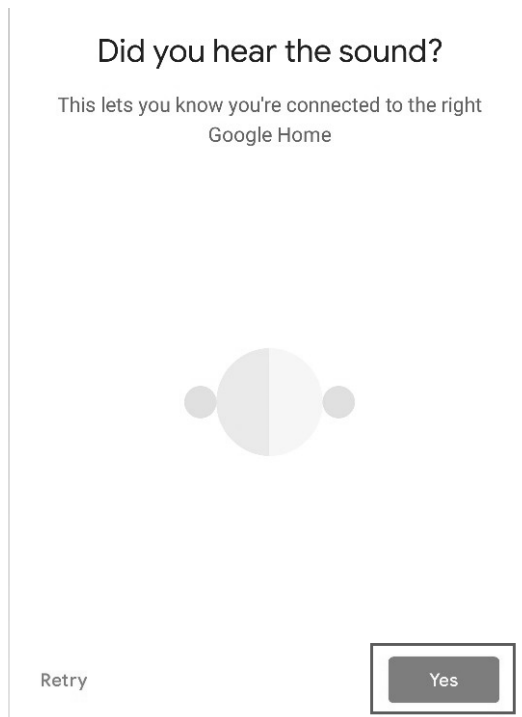 Did you hear the sound?
This lets you know you're connected to the right
Google Home
Retry
Yes